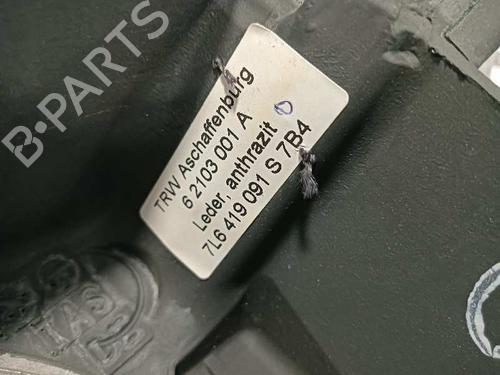 B-PARTS
TRW Aschaffenburg
6 2103 001 A
Leder, anthrazit
7L6 419 091 S 7B4